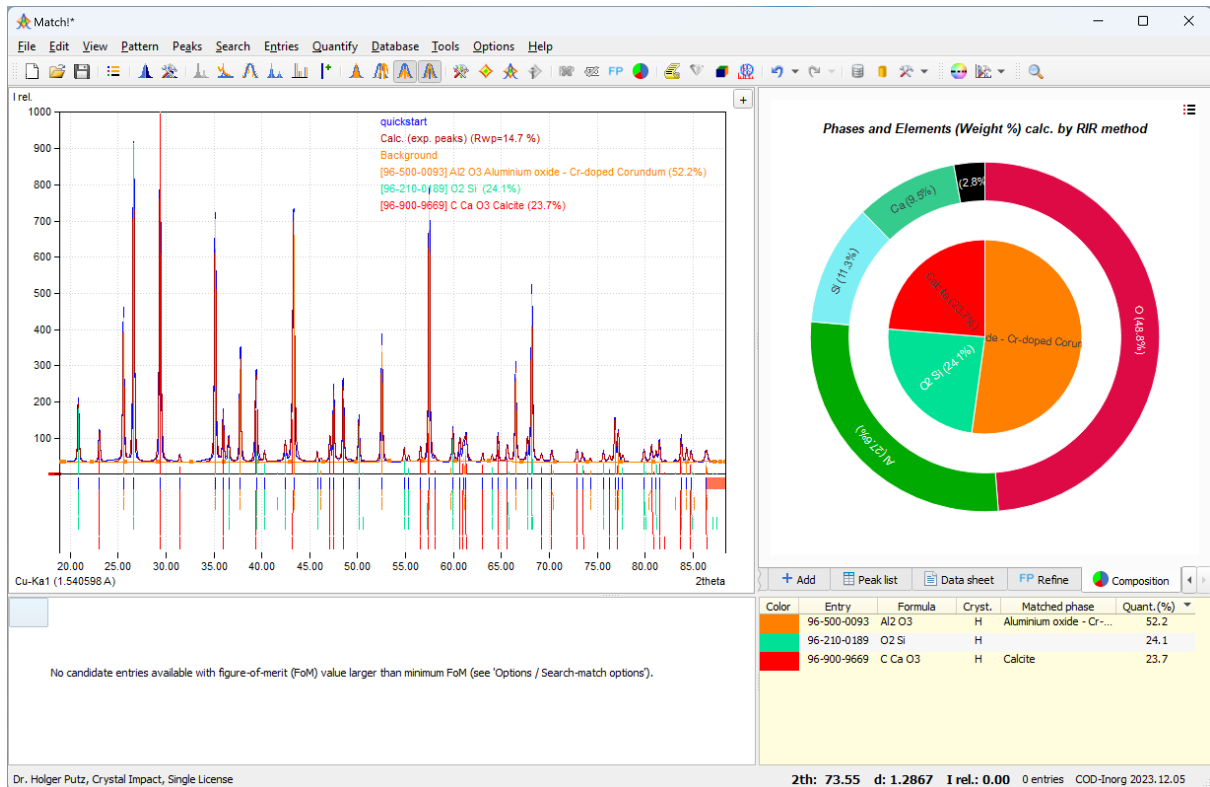 Match!*
File Edit View Pattern Peaks Search Entries Quantify Database Tools Options Help
FP
I rel.
+
1000
900
800
700
600
500
400
300
200
100
quickstart
Calc. (exp. peaks) (Rwp=14.7 %)
Background
[96-500-0093] Al2 O3 Aluminium oxide - Cr-doped Corundum (52.2%)
[96-210-0189] O2 Si (24.1%)
[96-900-9669] C Ca O3 Calcite (23.7%)
20.00 25.00 30.00 35.00 40.00 45.00 50.00 55.00 60.00 65.00 70.00 75.00 80.00 85.00
Cu-Ka1 (1.540598 A) 2theta
Phases and Elements (Weight %) calc. by RIR method
(2.8%
Ca (9.5%)
Si (11.3%)
Al (27.6%)
O (48.8%)
Calcite (23.7%)
O2 Si (24.1%)
de - Cr-doped Corun
+ Add Peak list Data sheet FP Refine Composition
Color Entry Formula Cryst. Matched phase Quant.(%)
96-500-0093 Al2 O3 H Aluminium oxide - Cr-... 52.2
96-210-0189 O2 Si H 24.1
96-900-9669 C Ca O3 H Calcite 23.7
No candidate entries available with figure-of-merit (FoM) value larger than minimum FoM (see 'Options / Search-match options').
Dr. Holger Putz, Crystal Impact, Single License
2th: 73.55 d: 1.2867 I rel.: 0.00 0 entries COD-Inorg 2023.12.05